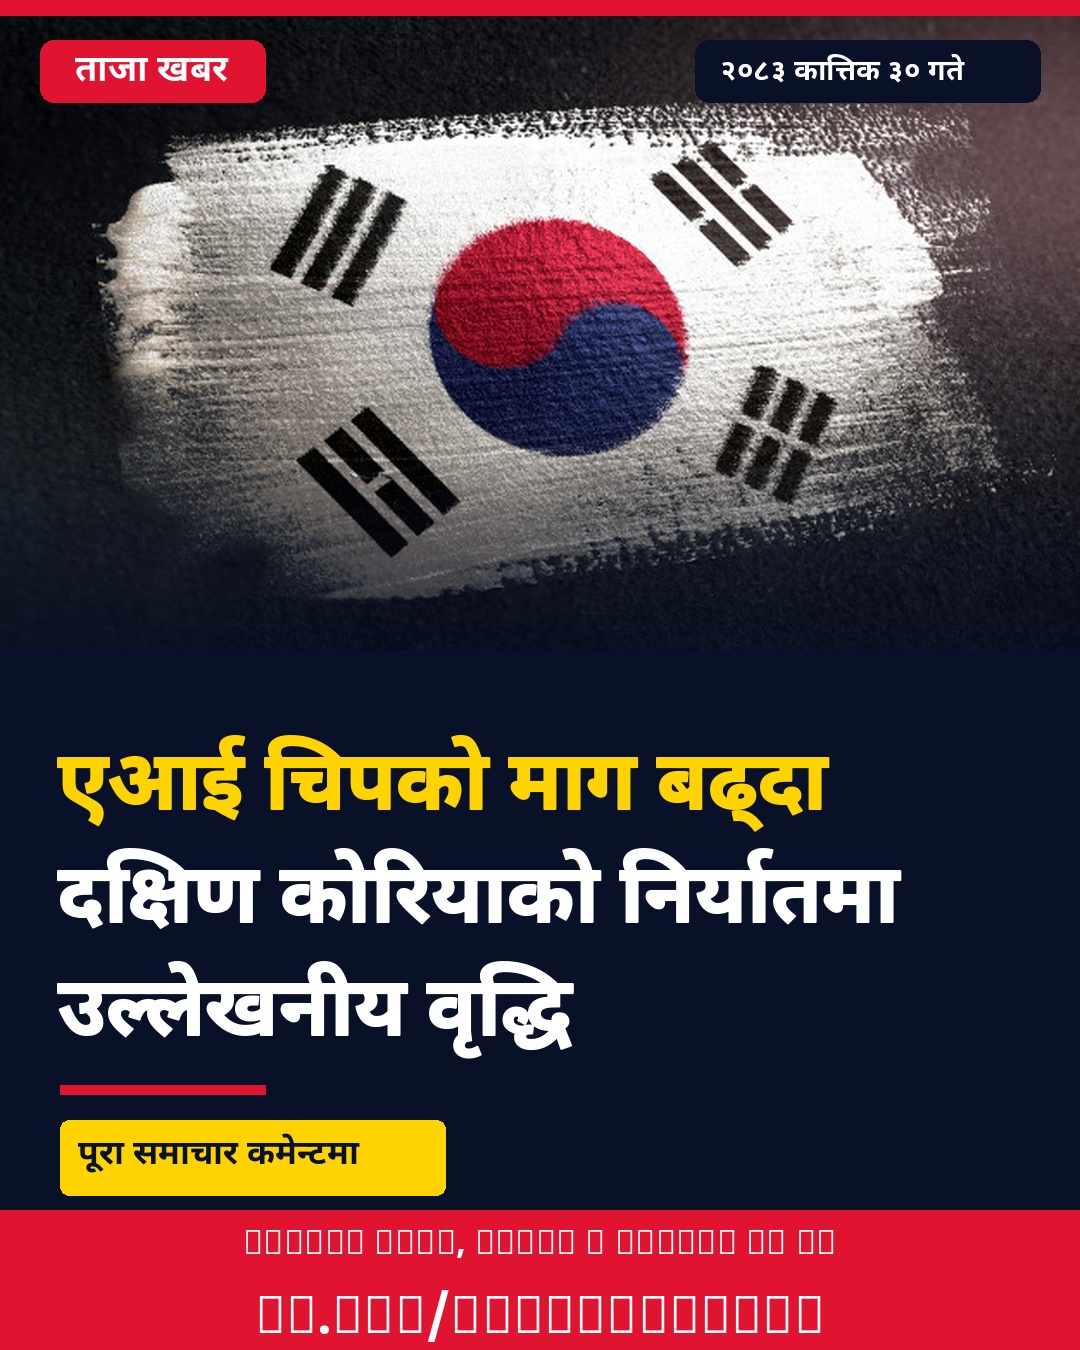 ताजा खबर
२०८३ कात्तिक ३० गते
एआई चिपको माग बढ्दा
दक्षिण कोरियाको निर्यातमा
उल्लेखनीय वृद्धि
पूरा समाचार कमेन्टमा